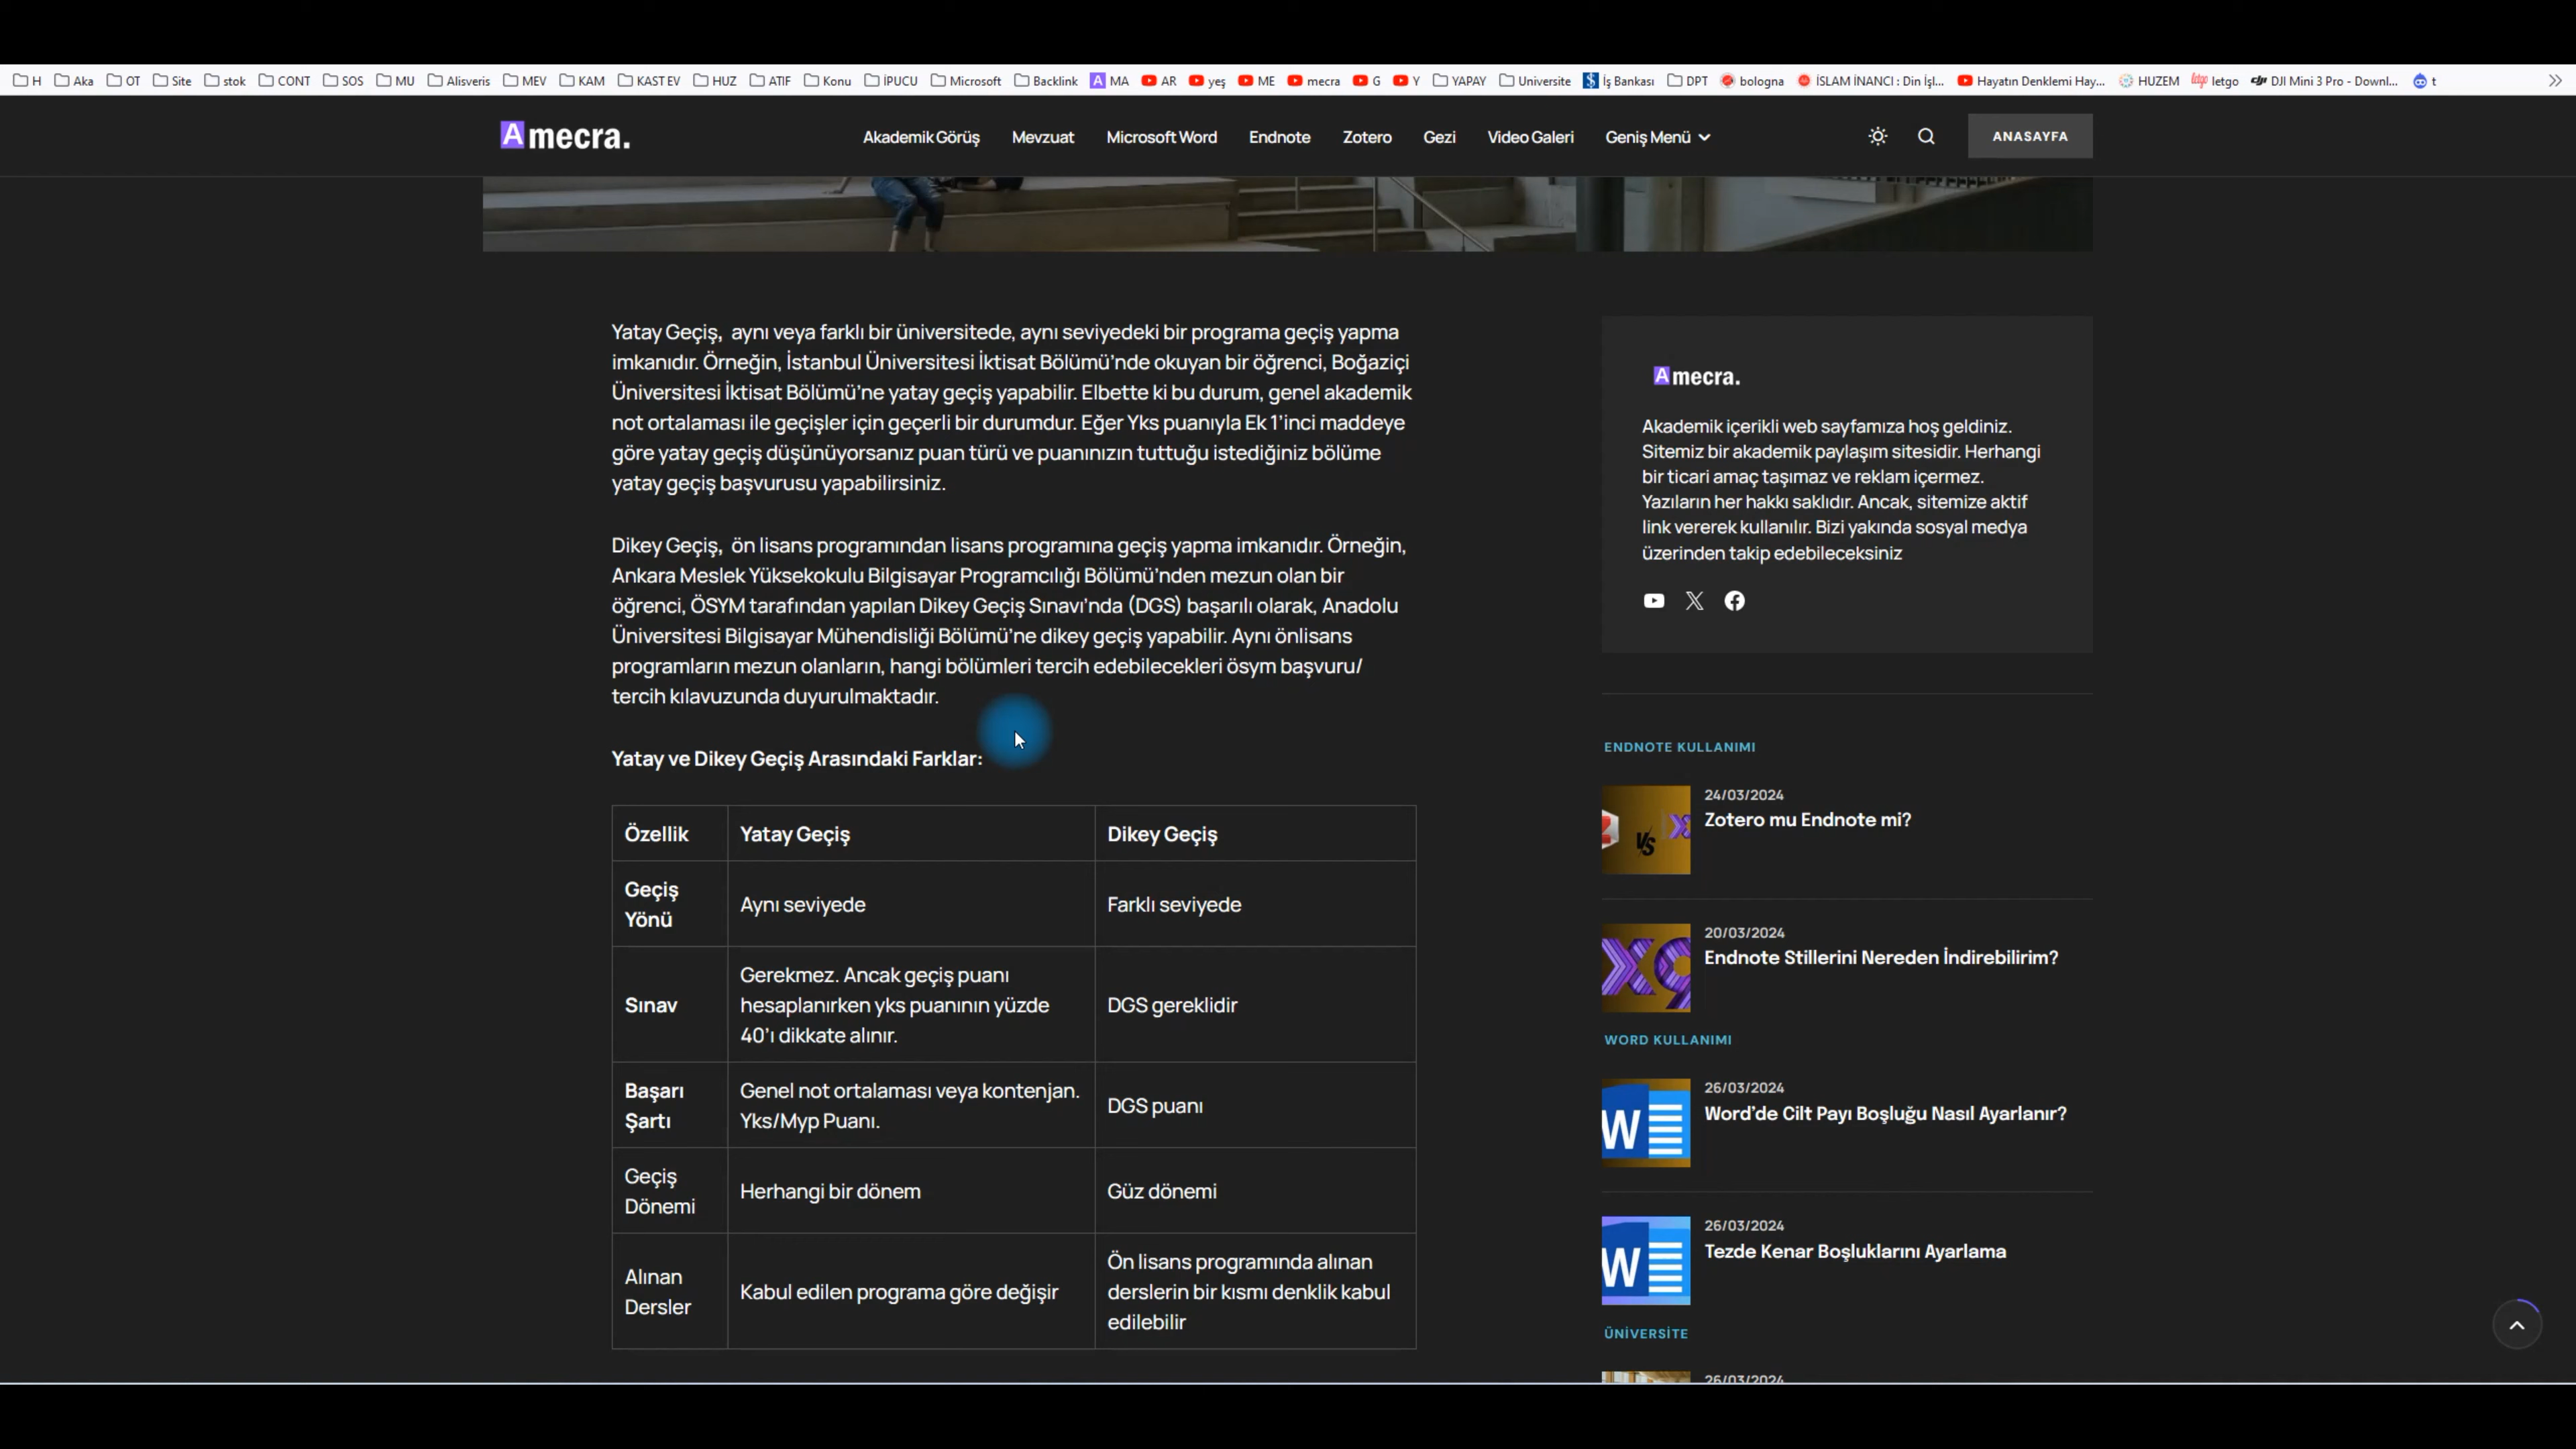 H Aka OT Site stok CONT SOS MU Alisveris MEV KAM KAST EV HUZ ATIF Konu İPUCU Microsoft Backlink MA AR yeş ME mecra G Y YAPAY Universite İş Bankası DPT bologna İSLAM İNANCI : Din İşl... Hayatın Denklemi Hay... HUZEM letgo DJI Mini 3 Pro - Downl... t
Amecra.
Akademik Görüş Mevzuat Microsoft Word Endnote Zotero Gezi Video Galeri Geniş Menü
ANASAYFA
Yatay Geçiş, aynı veya farklı bir üniversitede, aynı seviyedeki bir programa geçiş yapma
imkanıdır. Örneğin, İstanbul Üniversitesi İktisat Bölümü'nde okuyan bir öğrenci, Boğaziçi
Üniversitesi İktisat Bölümü'ne yatay geçiş yapabilir. Elbette ki bu durum, genel akademik
not ortalaması ile geçişler için geçerli bir durumdur. Eğer Yks puanıyla Ek 1'inci maddeye
göre yatay geçiş düşünüyorsanız puan türü ve puanınızın tuttuğu istediğiniz bölüme
yatay geçiş başvurusu yapabilirsiniz.
Dikey Geçiş, ön lisans programından lisans programına geçiş yapma imkanıdır. Örneğin,
Ankara Meslek Yüksekokulu Bilgisayar Programcılığı Bölümü'nden mezun olan bir
öğrenci, ÖSYM tarafından yapılan Dikey Geçiş Sınavı'nda (DGS) başarılı olarak, Anadolu
Üniversitesi Bilgisayar Mühendisliği Bölümü'ne dikey geçiş yapabilir. Aynı önlisans
programların mezun olanların, hangi bölümleri tercih edebilecekleri ösym başvuru/
tercih kılavuzunda duyurulmaktadır.
Yatay ve Dikey Geçiş Arasındaki Farklar:
Özellik Yatay Geçiş Dikey Geçiş
Geçiş
Yönü
Aynı seviyede
Farklı seviyede
Sınav
Gerekmez. Ancak geçiş puanı
hesaplanırken yks puanının yüzde
40'ı dikkate alınır.
DGS gereklidir
Başarı
Şartı
Genel not ortalaması veya kontenjan.
Yks/Myp Puanı.
DGS puanı
Geçiş
Dönemi
Herhangi bir dönem
Güz dönemi
Alınan
Dersler
Kabul edilen programa göre değişir
Ön lisans programında alınan
derslerin bir kısmı denklik kabul
edilebilir
Amecra.
Akademik içerikli web sayfamıza hoş geldiniz.
Sitemiz bir akademik paylaşım sitesidir. Herhangi
bir ticari amaç taşımaz ve reklam içermez.
Yazıların her hakkı saklıdır. Ancak, sitemize aktif
link vererek kullanılır. Bizi yakında sosyal medya
üzerinden takip edebileceksiniz
ENDNOTE KULLANIMI
24/03/2024
Zotero mu Endnote mi?
VS
20/03/2024
Endnote Stillerini Nereden İndirebilirim?
X9
WORD KULLANIMI
26/03/2024
Word'de Cilt Payı Boşluğu Nasıl Ayarlanır?
W
26/03/2024
Tezde Kenar Boşluklarını Ayarlama
W
ÜNİVERSİTE
26/03/2024